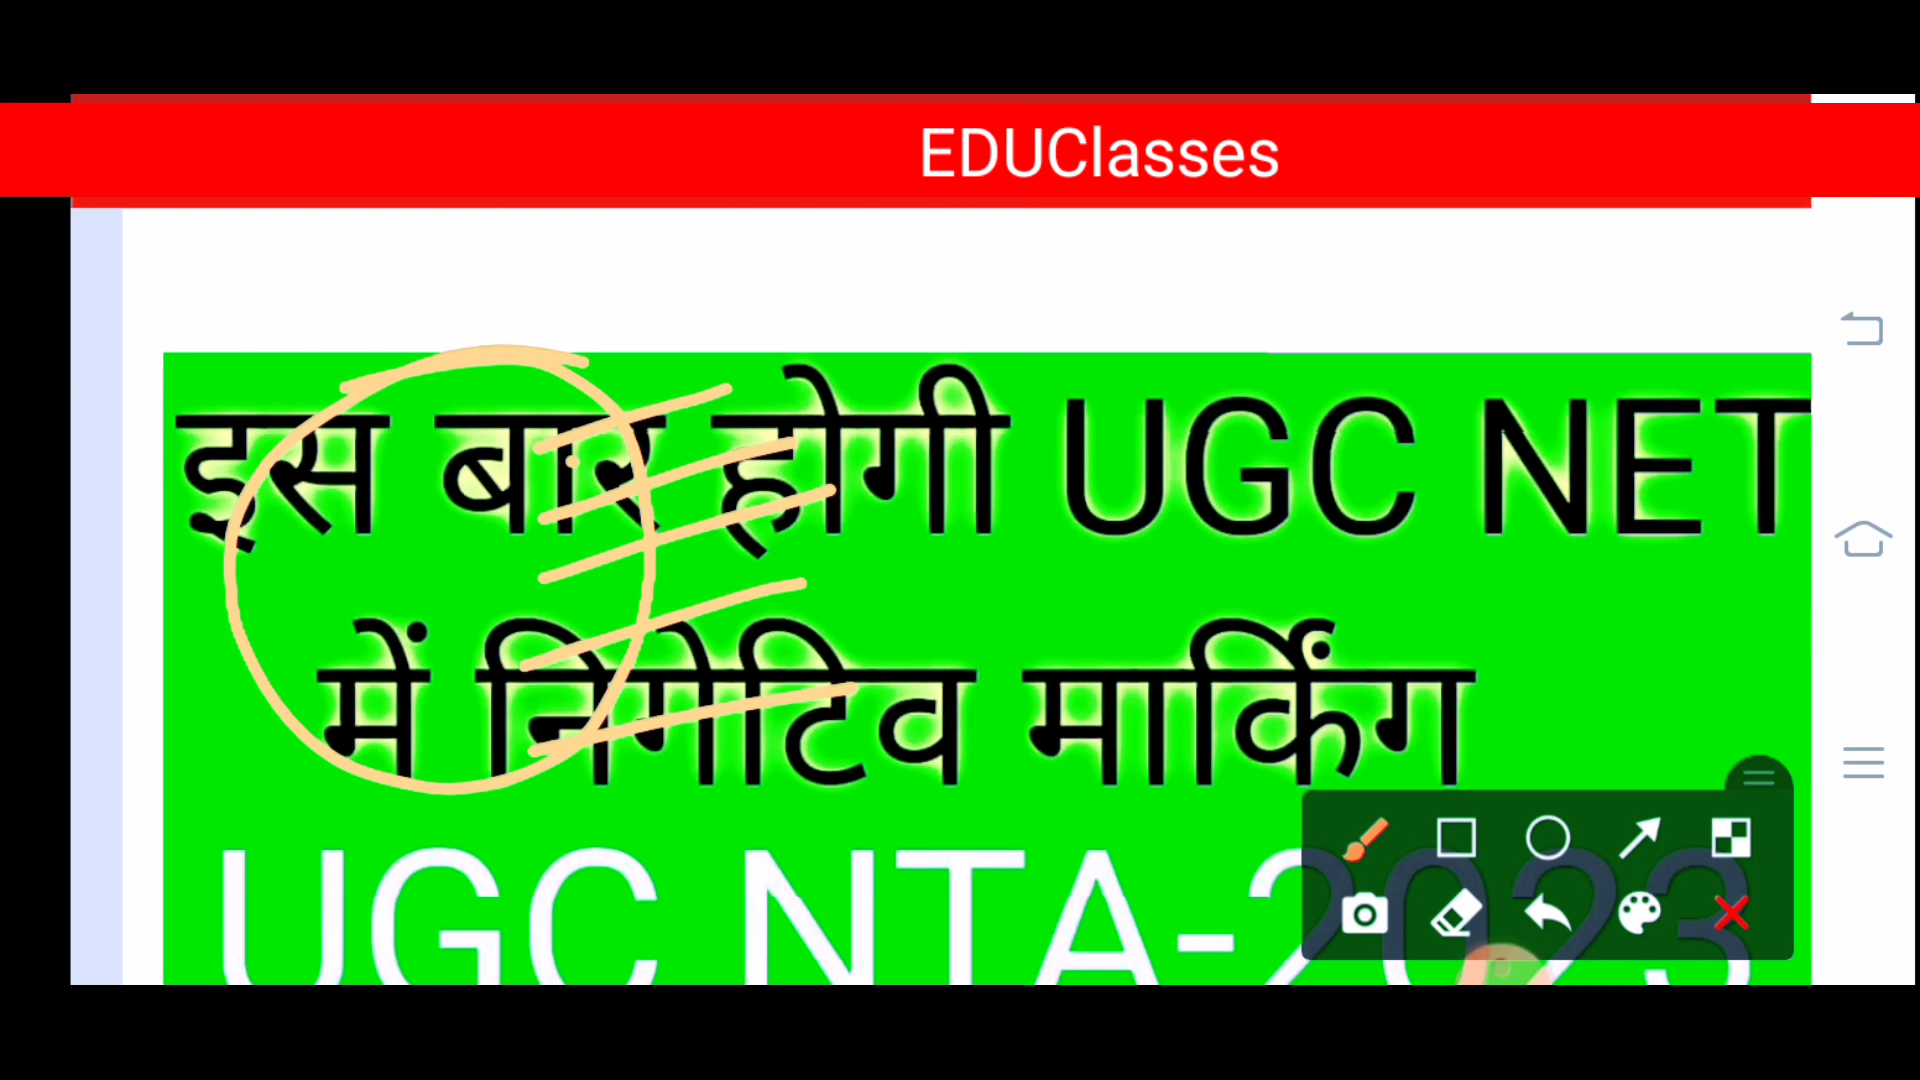 EDUClasses
इस बार होगी UGC NET
में निगेटिव मार्किंग
UGC NTA-2023